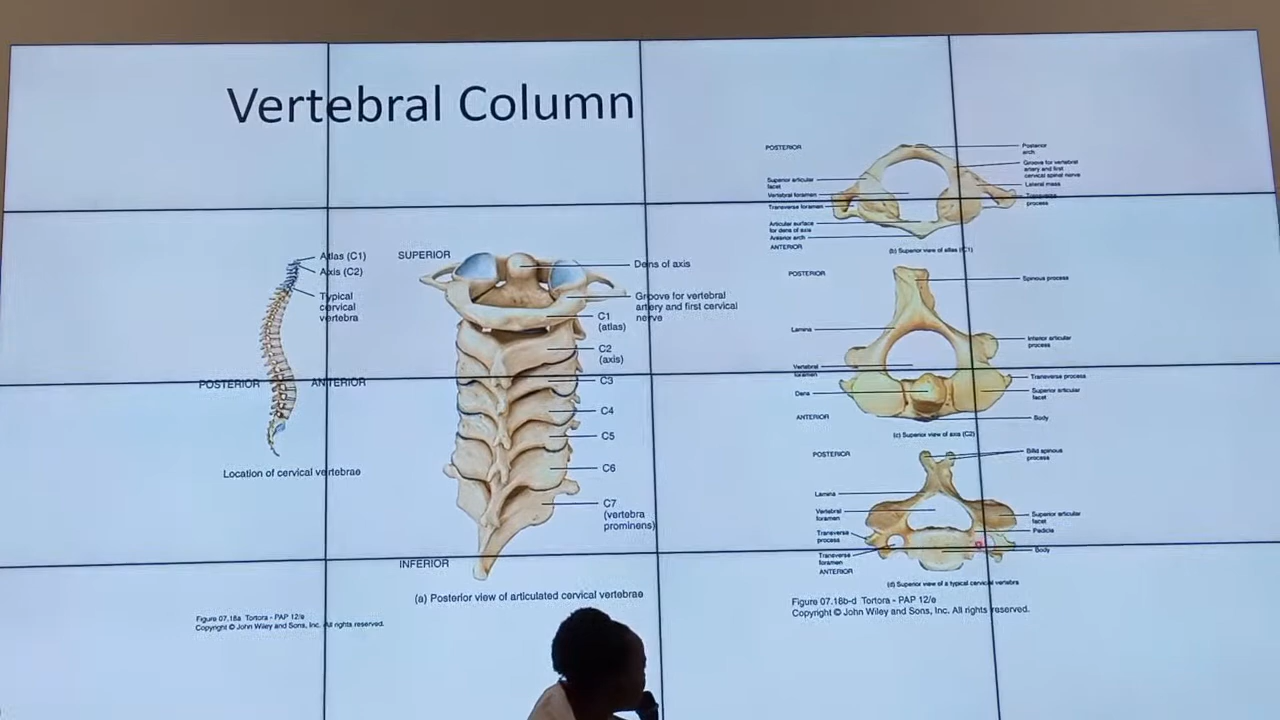 Vertebral Column
Atlas (C1)
Axis (C2)
Typical
cervical
vertebra
POSTERIOR
ANTERIOR
Location of cervical vertebrae
Figure 07.18a Tortora - PAP 12/e
Copyright © John Wiley and Sons, Inc. All rights reserved.
SUPERIOR
Dens of axis
Groove for vertebral
artery and first cervical
nerve
C1
(atlas)
C2
(axis)
C3
C4
C5
C6
C7
(vertebra
prominens)
INFERIOR
(a) Posterior view of articulated cervical vertebrae
POSTERIOR
Posterior
arch
Groove for vertebral
artery and first
cervical spinal nerve
Superior articular
facet
Lateral mass
Vertebral foramen
Transverse
process
Transverse foramen
Articular surface
for dens of axis
Anterior arch
ANTERIOR
(b) Superior view of atlas (C1)
POSTERIOR
Spinous process
Lamina
Inferior articular
process
Vertebral
foramen
Transverse process
Dens
Superior articular
facet
ANTERIOR
Body
(c) Superior view of axis (C2)
POSTERIOR
Bifid spinous
process
Lamina
Vertebral
foramen
Superior articular
facet
Transverse
process
Pedicle
Transverse
foramen
Body
ANTERIOR
(d) Superior view of a typical cervical vertebra
Figure 07.18b-d Tortora - PAP 12/e
Copyright © John Wiley and Sons, Inc. All rights reserved.